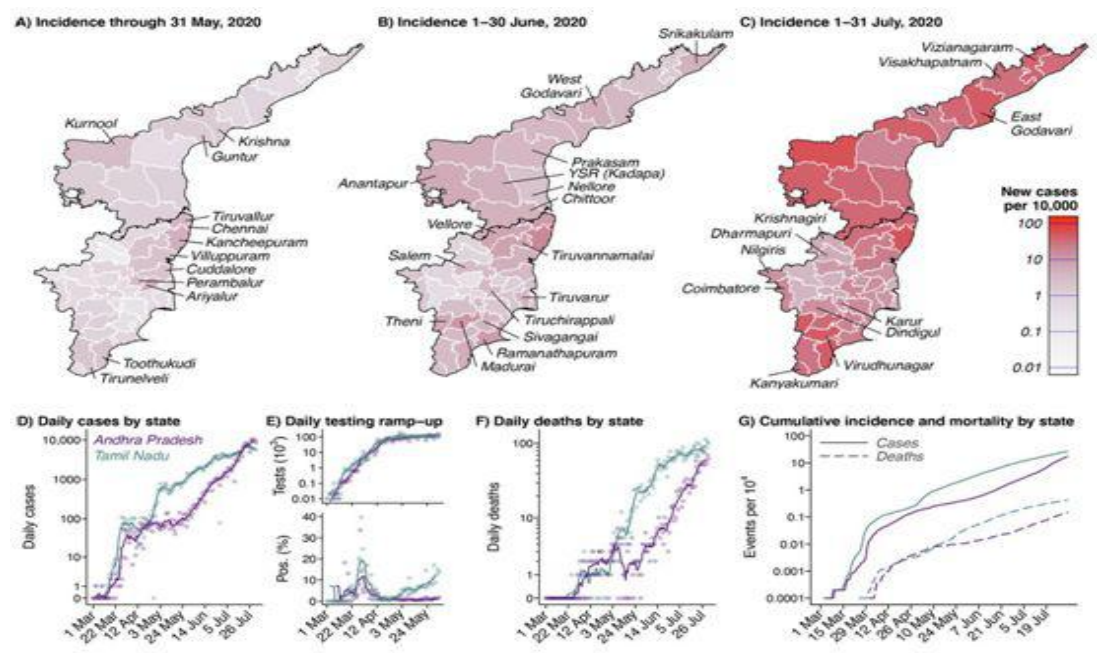 A) Incidence through 31 May, 2020
Kurnool
Krishna
Guntur
Tiruvallur
Chennai
Kancheepuram
Villuppuram
Cuddalore
Perambalur
Ariyalur
Toothukudi
Tirunelveli
B) Incidence 1–30 June, 2020
Srikakulam
West
Godavari
Prakasam
YSR (Kadapa)
Anantapur
Nellore
Chittoor
Vellore
Salem
Tiruvannamalai
Tiruvarur
Theni
Tiruchirappali
Sivagangai
Ramanathapuram
Madurai
C) Incidence 1–31 July, 2020
Vizianagaram
Visakhapatnam
East
Godavari
Krishnagiri
Dharmapuri
Nilgiris
Coimbatore
Karur
Dindigul
Virudhunagar
Kanyakumari
New cases
per 10,000
100
10
1
0.1
0.01
D) Daily cases by state
Andhra Pradesh
Tamil Nadu
Daily cases
10,000
1000
100
10
1
0
1 Mar
22 Mar
12 Apr
3 May
24 May
14 Jun
5 Jul
26 Jul
E) Daily testing ramp–up
Tests (10³)
100
10
1
0.1
0.01
Pos. (%)
40
30
20
10
0
1 Mar
22 Mar
12 Apr
3 May
24 May
F) Daily deaths by state
Daily deaths
100
10
1
0
1 Mar
22 Mar
12 Apr
3 May
24 May
14 Jun
5 Jul
26 Jul
G) Cumulative incidence and mortality by state
Cases
Deaths
Events per 10⁴
100
10
1
0.1
0.01
0.001
0.0001
1 Mar
15 Mar
29 Mar
12 Apr
26 Apr
10 May
24 May
7 Jun
21 Jun
5 Jul
19 Jul